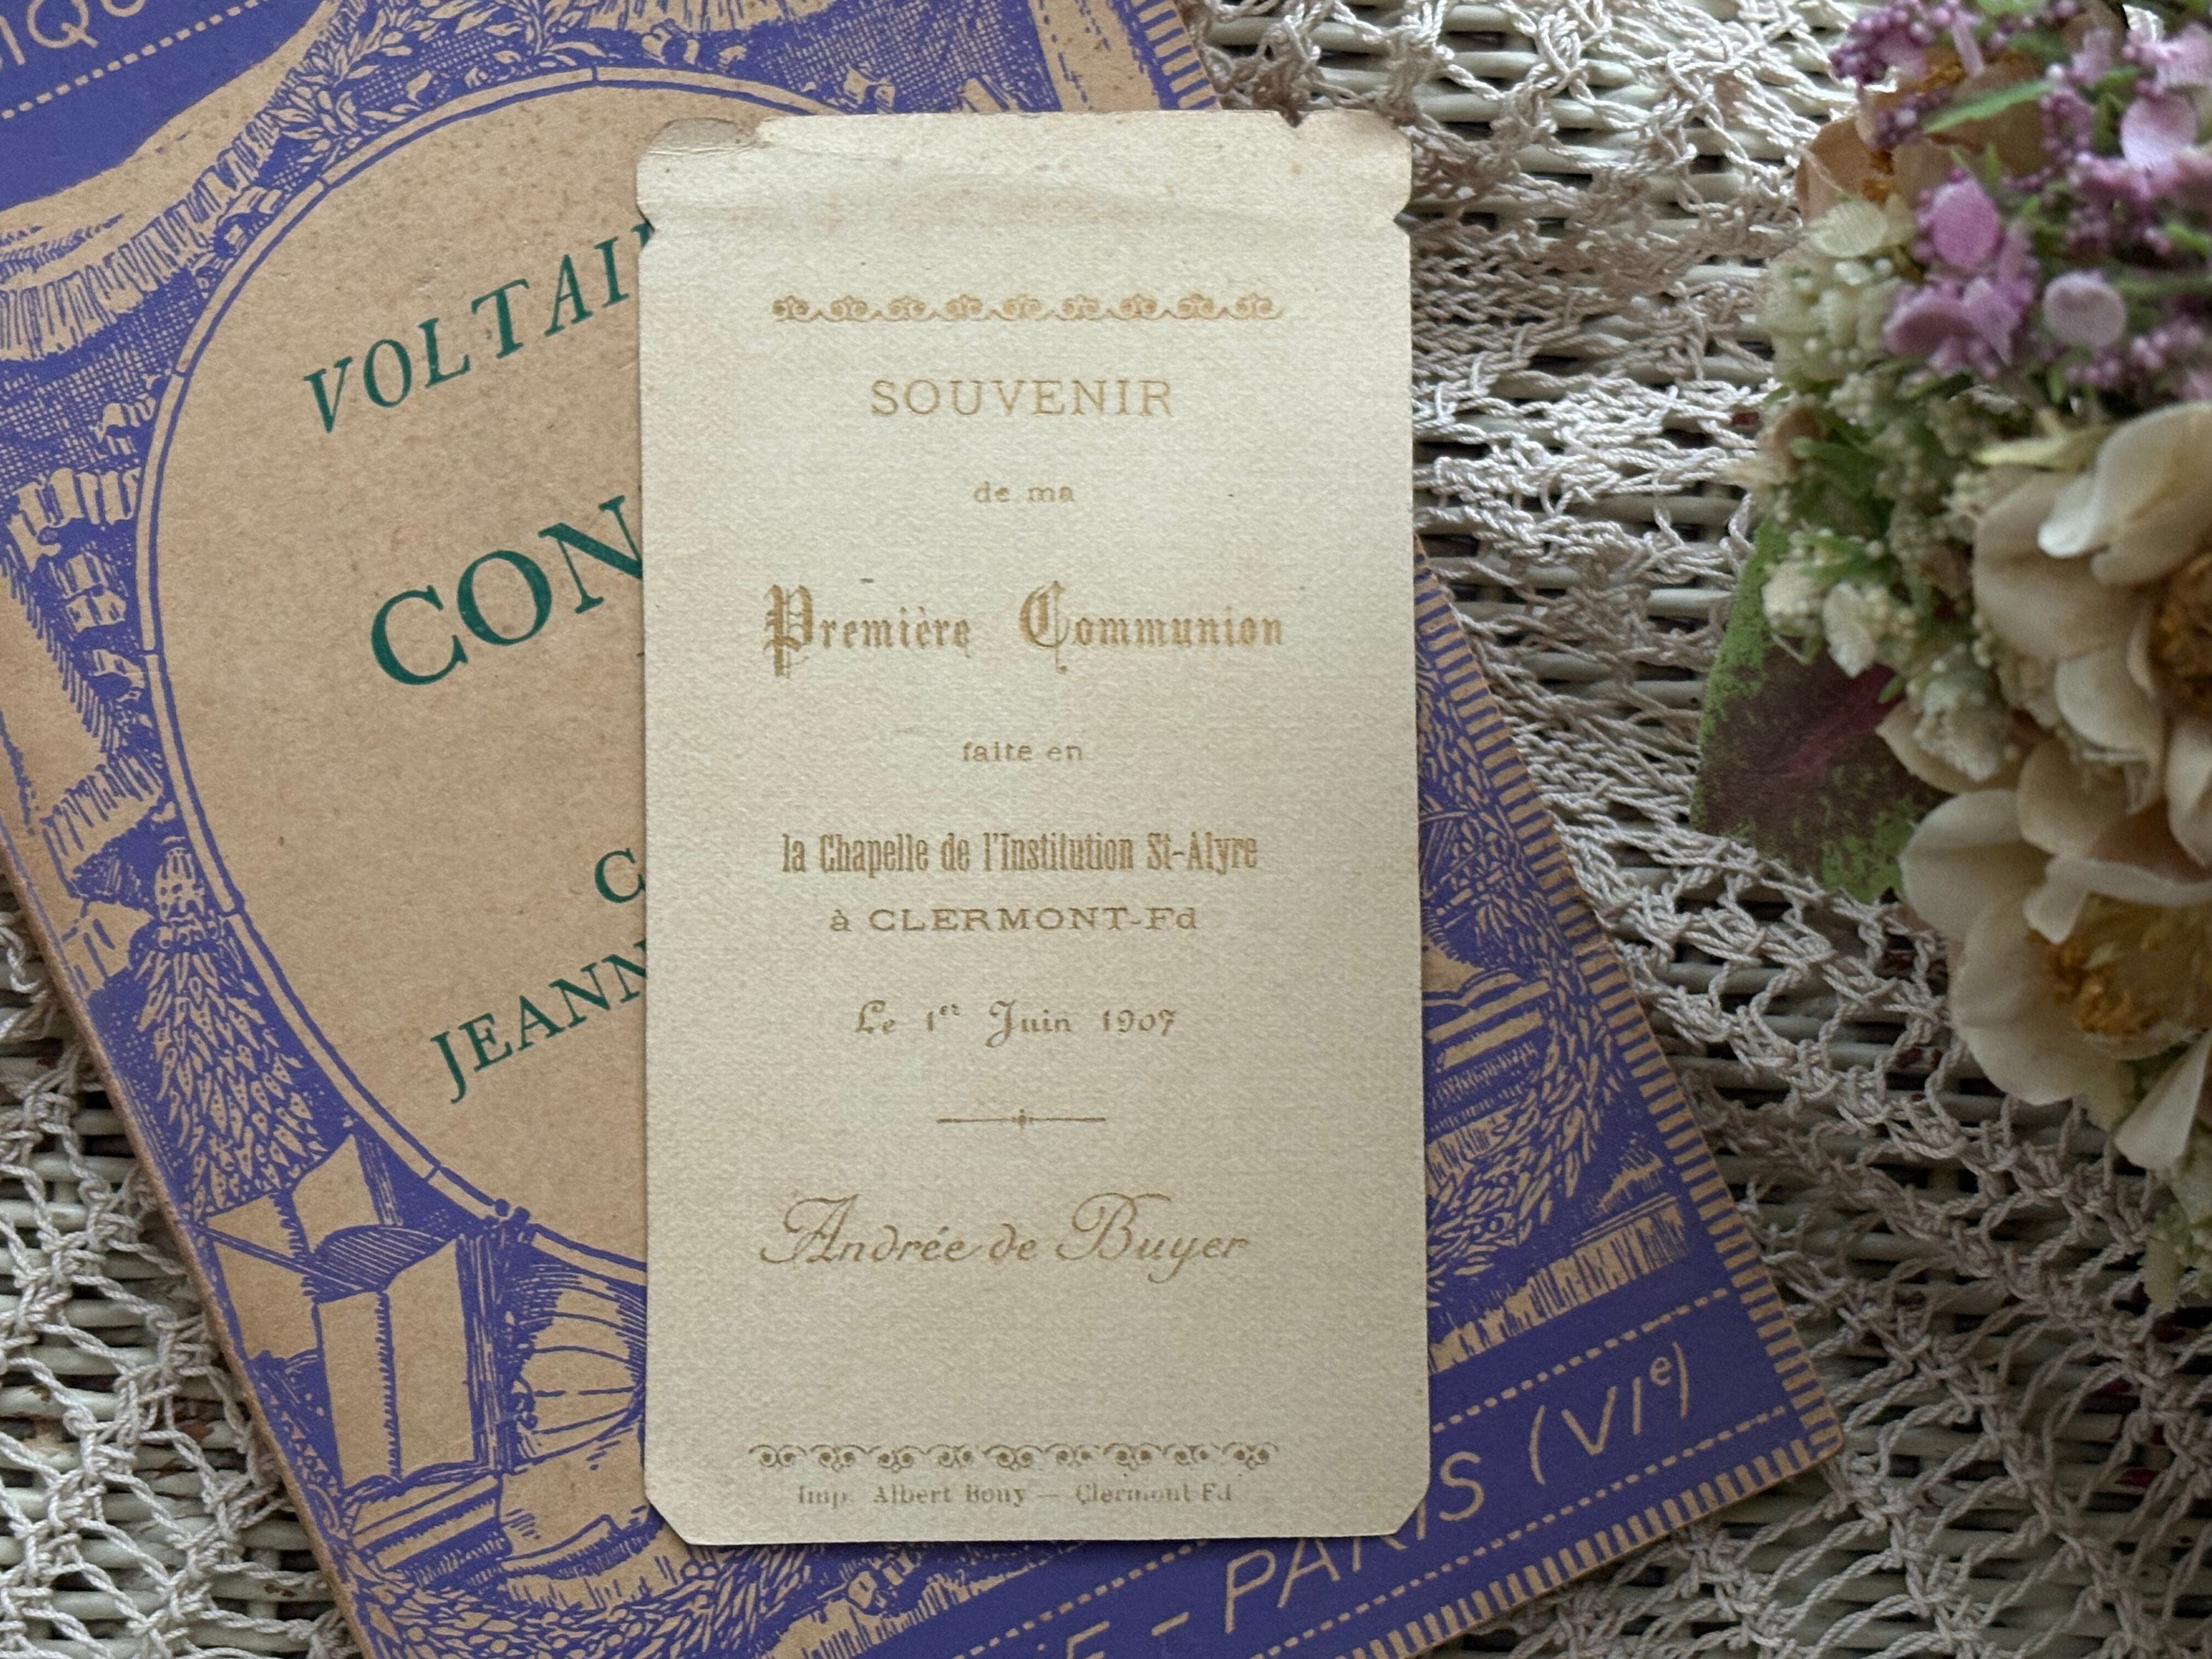 SOUVENIR
de ma
Première Communion
faite en
la Chapelle de l'Institution St-Alyre
à CLERMONT-Fd
Le 1er Juin 1907
Andrée de Buyer
Imp. Albert Bouy — Clermont-Fd
VOLTAI
CON
C
JEANN
E - PARIS (VIe)